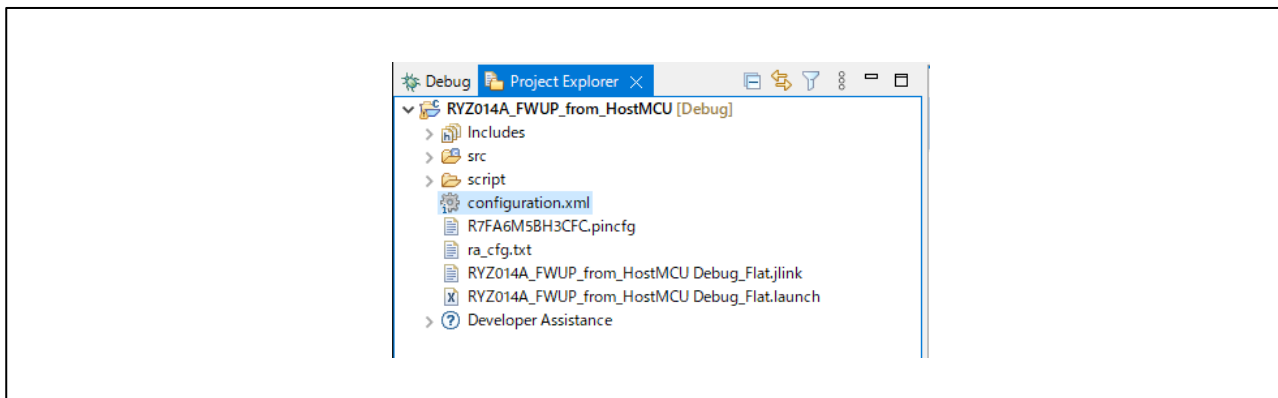 Debug Project Explorer
RYZ014A_FWUP_from_HostMCU [Debug]
Includes
src
script
configuration.xml
R7FA6M5BH3CFC.pincfg
ra_cfg.txt
RYZ014A_FWUP_from_HostMCU Debug_Flat.jlink
RYZ014A_FWUP_from_HostMCU Debug_Flat.launch
Developer Assistance